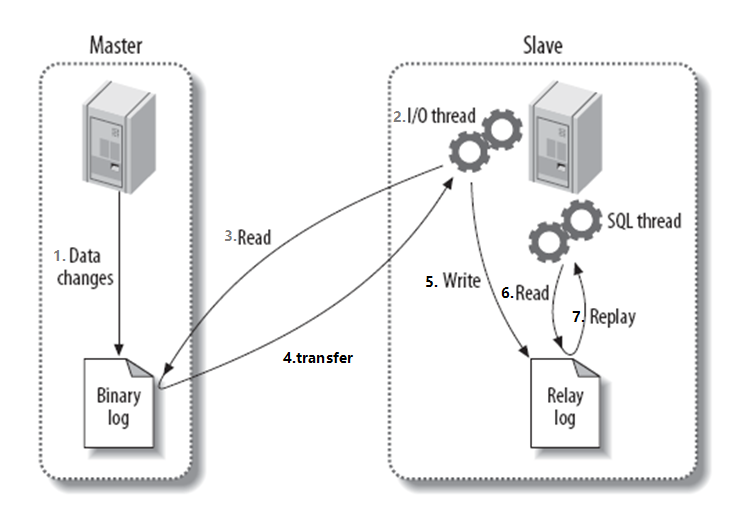 Master
Slave
2.I/O thread
SQL thread
3.Read
1.Data
changes
5. Write
6.Read
7. Replay
4.transfer
Binary
log
Relay
log